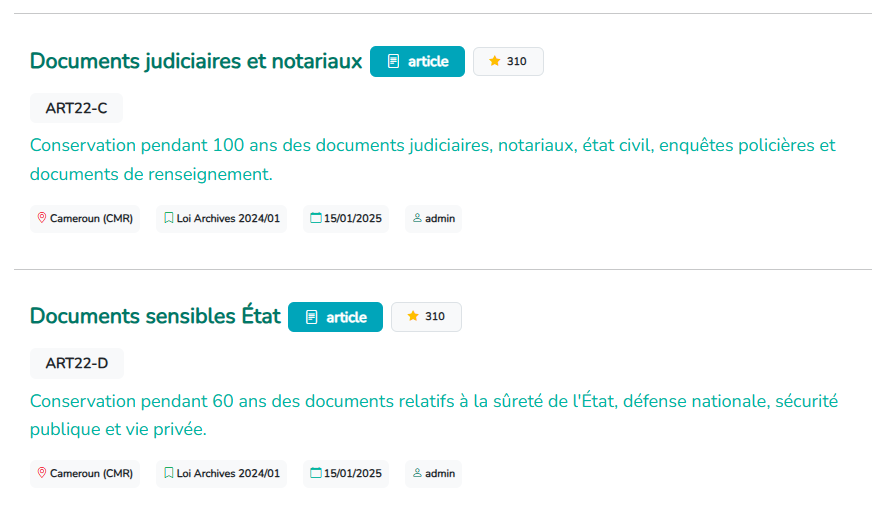 Documents judiciaires et notariaux article 310
ART22-C
Conservation pendant 100 ans des documents judiciaires, notariaux, état civil, enquêtes policières et
documents de renseignement.
Cameroun (CMR) Loi Archives 2024/01 15/01/2025 admin
Documents sensibles État article 310
ART22-D
Conservation pendant 60 ans des documents relatifs à la sûreté de l'État, défense nationale, sécurité
publique et vie privée.
Cameroun (CMR) Loi Archives 2024/01 15/01/2025 admin